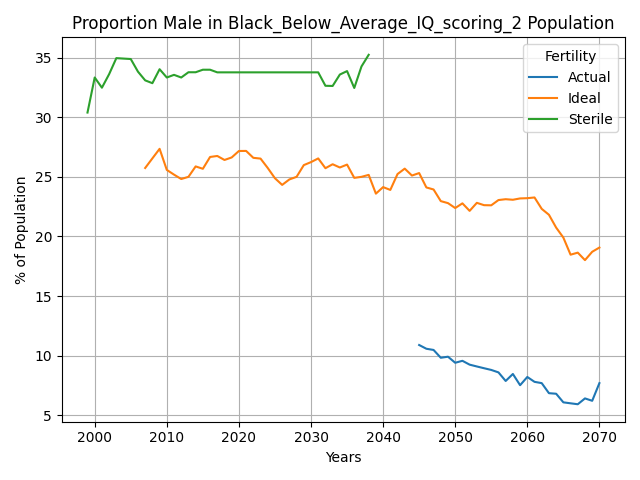 Proportion Male in Black_Below_Average_IQ_scoring_2 Population
Fertility
Actual
Ideal
Sterile
% of Population
35
30
25
20
15
10
5
2000 2010 2020 2030 2040 2050 2060 2070
Years